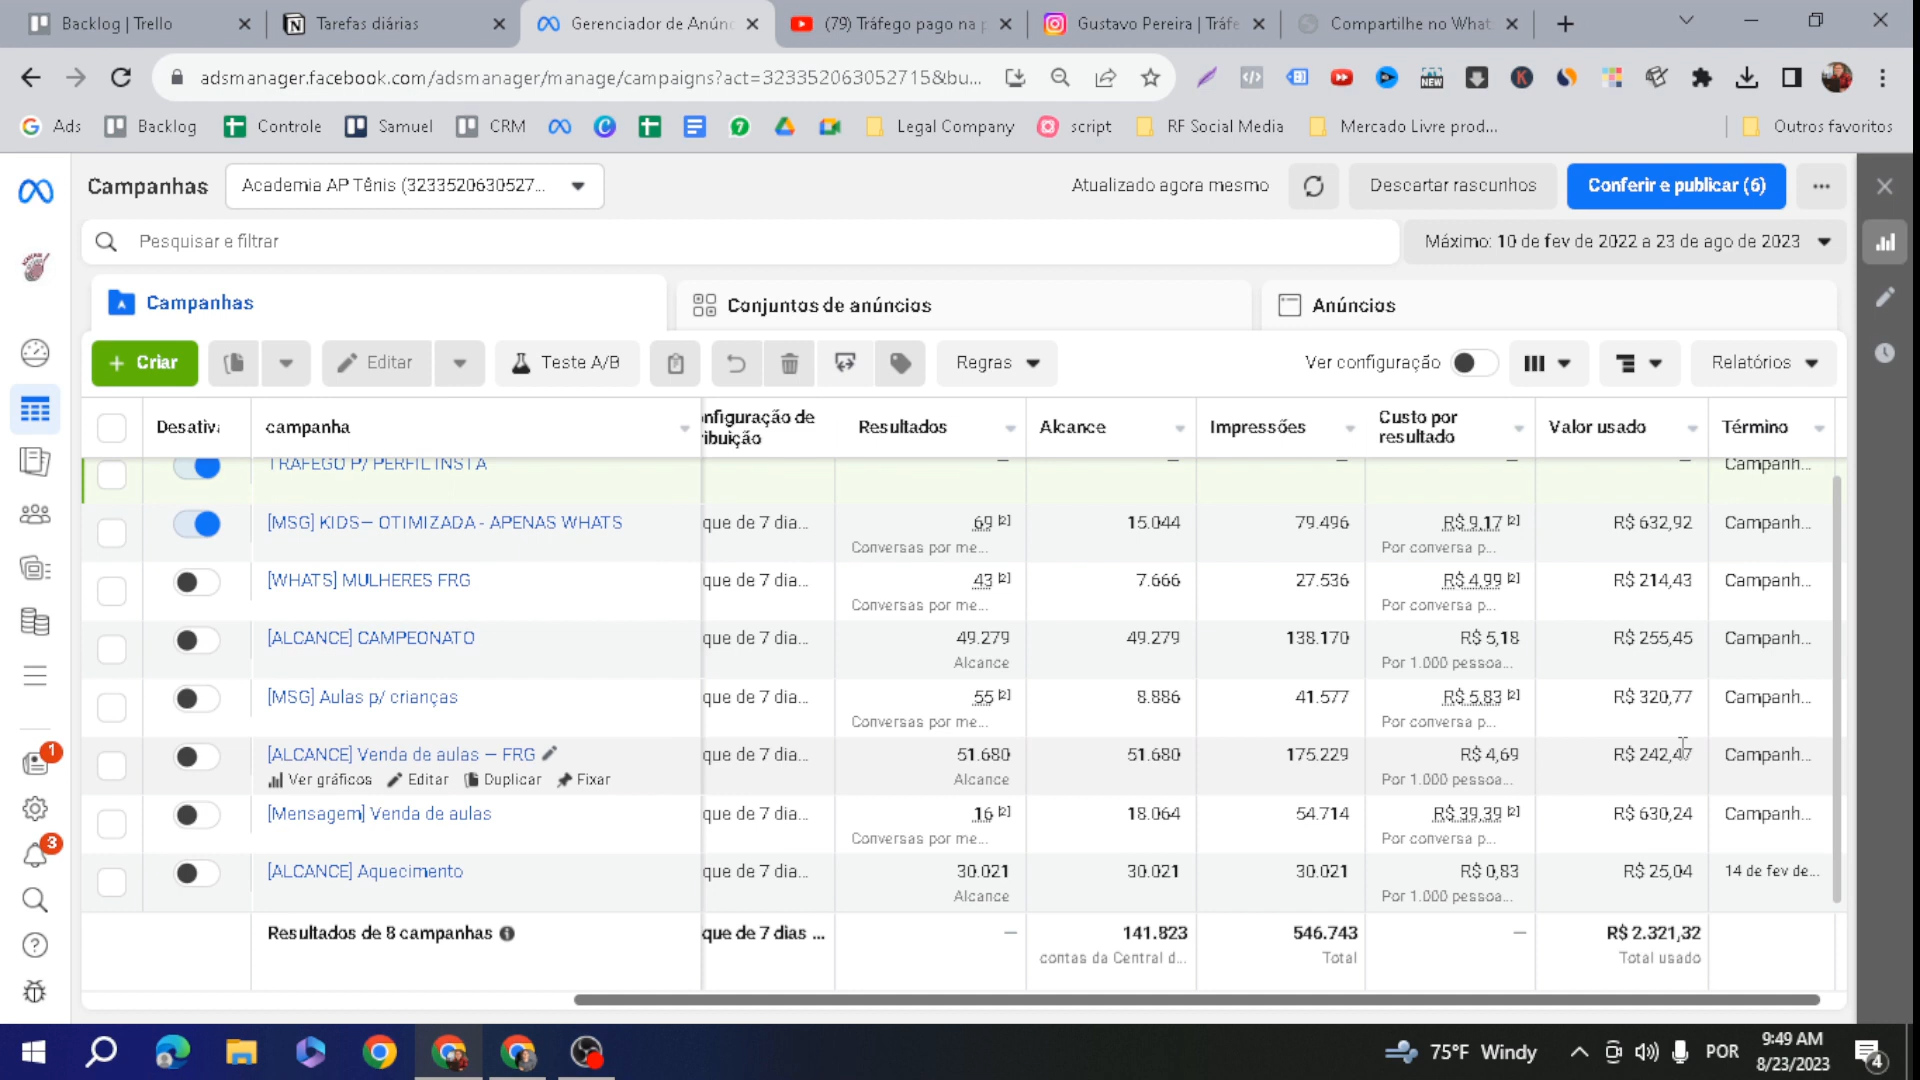 Backlog | Trello
Tarefas diárias
Gerenciador de Anúnc
(79) Tráfego pago na p
Gustavo Pereira | Tráfe
Compartilhe no What
adsmanager.facebook.com/adsmanager/manage/campaigns?act=323352063052715&bu...
NEW
Ads
Backlog
Controle
Samuel
CRM
Legal Company
script
RF Social Media
Mercado Livre prod...
Outros favoritos
Campanhas
Academia AP Tênis (3233520630527...
Atualizado agora mesmo
Descartar rascunhos
Conferir e publicar (6)
Pesquisar e filtrar
Máximo: 10 de fev de 2022 a 23 de ago de 2023
Campanhas
Conjuntos de anúncios
Anúncios
+ Criar
Editar
Teste A/B
Regras
Ver configuração
Relatórios
Desativa
campanha
nfiguração de
ribuição
Resultados
Alcance
Impressões
Custo por
resultado
Valor usado
Término
TRAFEGO P/ PERFIL INSTA
— — — — — Campanh...
[MSG] KIDS— OTIMIZADA - APENAS WHATS
que de 7 dia... 69 [2] 15.044 79.496 R$ 9,17 [2] R$ 632,92 Campanh...
Conversas por me... Por conversa p...
[WHATS] MULHERES FRG
que de 7 dia... 43 [2] 7.666 27.536 R$ 4,99 [2] R$ 214,43 Campanh...
Conversas por me... Por conversa p...
[ALCANCE] CAMPEONATO
que de 7 dia... 49.279 49.279 138.170 R$ 5,18 R$ 255,45 Campanh...
Alcance Por 1.000 pessoa...
[MSG] Aulas p/ crianças
que de 7 dia... 55 [2] 8.886 41.577 R$ 5,83 [2] R$ 320,77 Campanh...
Conversas por me... Por conversa p...
[ALCANCE] Venda de aulas — FRG
que de 7 dia... 51.680 51.680 175.229 R$ 4,69 R$ 242,47 Campanh...
Ver gráficos Editar Duplicar Fixar
Alcance Por 1.000 pessoa...
[Mensagem] Venda de aulas
que de 7 dia... 16 [2] 18.064 54.714 R$ 39,39 [2] R$ 630,24 Campanh...
Conversas por me... Por conversa p...
[ALCANCE] Aquecimento
que de 7 dia... 30.021 30.021 30.021 R$ 0,83 R$ 25,04 14 de fev de...
Alcance Por 1.000 pessoa...
Resultados de 8 campanhas
que de 7 dias ... — 141.823 546.743 — R$ 2.321,32
contas da Central d... Total Total usado
1
3
75°F Windy
POR
9:49 AM
8/23/2023
4